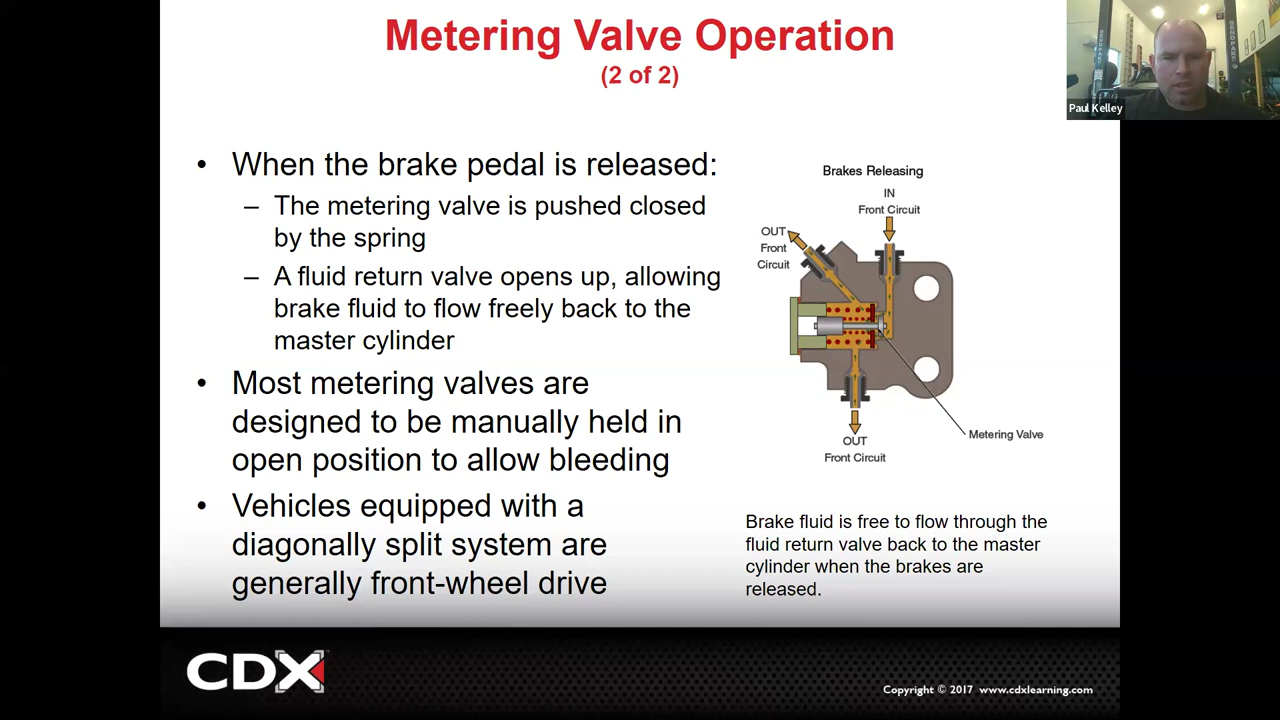 Metering Valve Operation
(2 of 2)
Paul Kelley
• When the brake pedal is released:
– The metering valve is pushed closed
by the spring
– A fluid return valve opens up, allowing
brake fluid to flow freely back to the
master cylinder
• Most metering valves are
designed to be manually held in
open position to allow bleeding
• Vehicles equipped with a
diagonally split system are
generally front-wheel drive
Brakes Releasing
IN
Front Circuit
OUT
Front
Circuit
Metering Valve
OUT
Front Circuit
Brake fluid is free to flow through the
fluid return valve back to the master
cylinder when the brakes are
released.
CDX
Copyright © 2017 www.cdxlearning.com